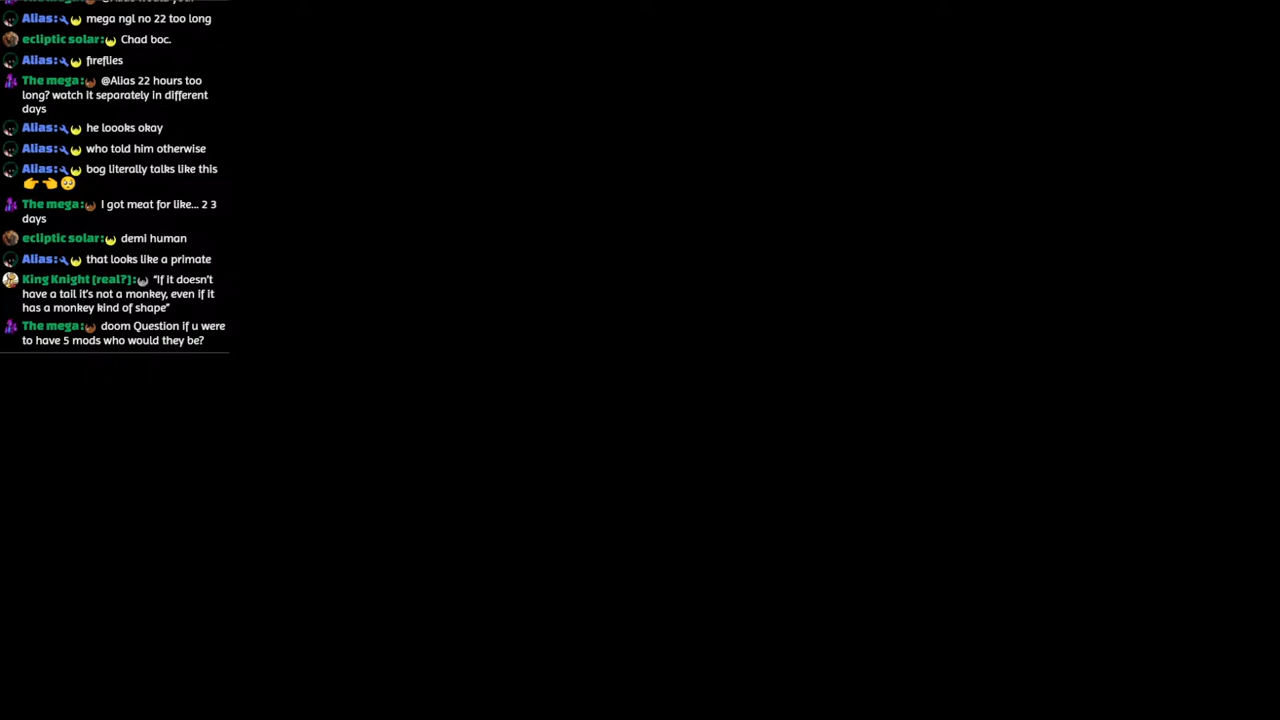 Alias: mega ngl no 22 too long
ecliptic solar: Chad boc.
Alias: fireflies
The mega: @Alias 22 hours too
long? watch it separately in different
days
Alias: he loooks okay
Alias: who told him otherwise
Alias: bog literally talks like this
👉👈🥺
The mega: I got meat for like... 2 3
days
ecliptic solar: demi human
Alias: that looks like a primate
King Knight (real?): “If it doesn’t
have a tail it’s not a monkey, even if it
has a monkey kind of shape”
The mega: doom Question if u were
to have 5 mods who would they be?